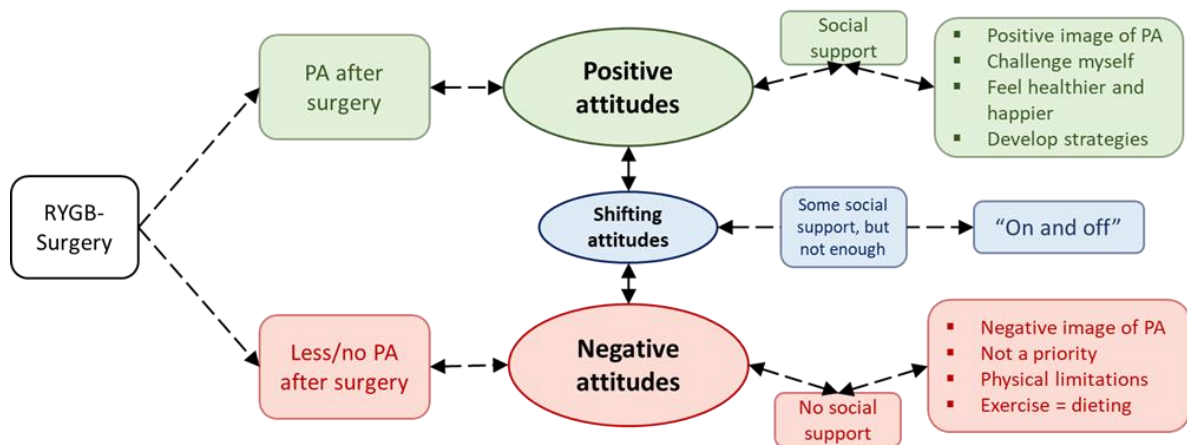 RYGB-
Surgery
PA after
surgery
Positive
attitudes
Social
support
▪ Positive image of PA
▪ Challenge myself
▪ Feel healthier and
happier
▪ Develop strategies
Shifting
attitudes
Some social
support, but
not enough
“On and off”
Less/no PA
after surgery
Negative
attitudes
No social
support
▪ Negative image of PA
▪ Not a priority
▪ Physical limitations
▪ Exercise = dieting